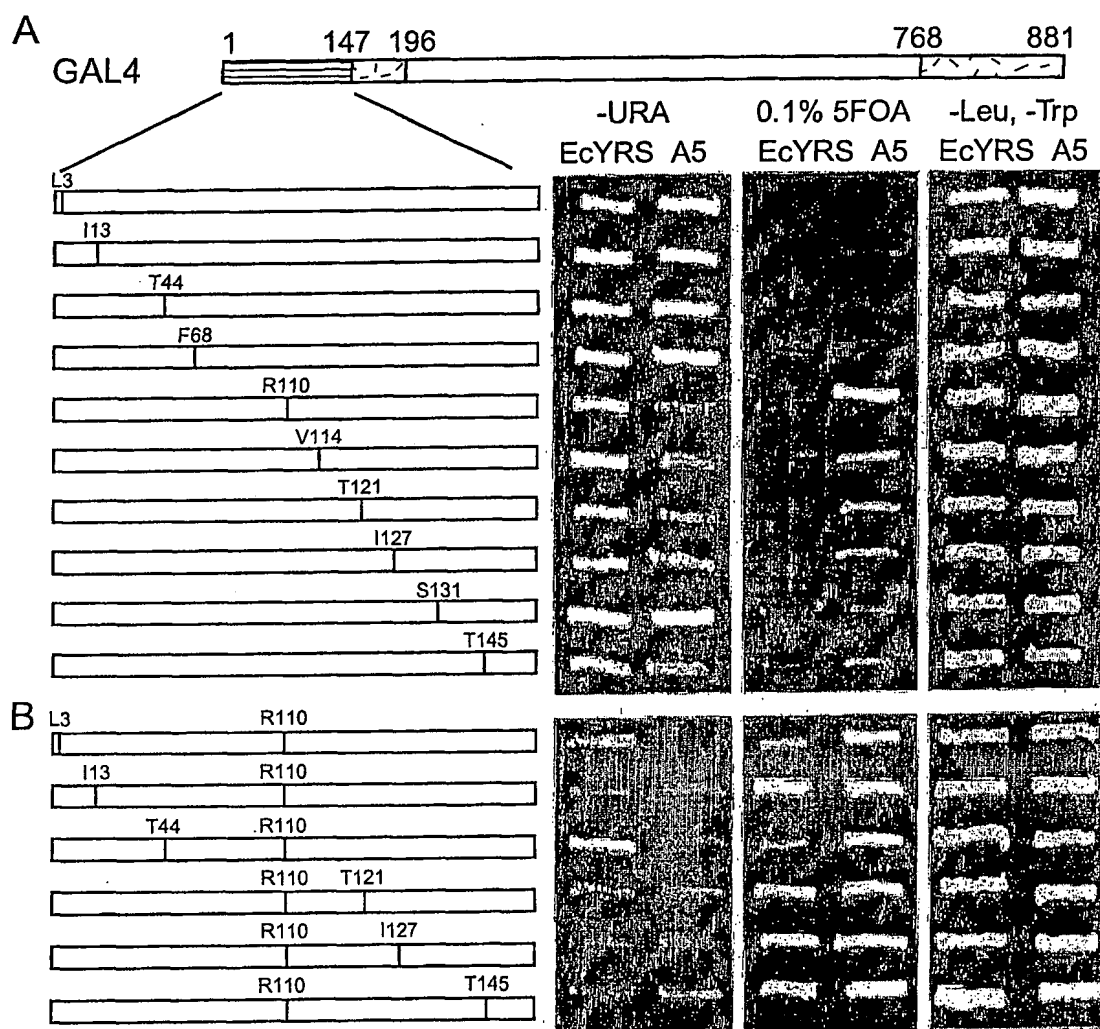 A
1 147 196 768 881
GAL4
-URA 0.1% 5FOA -Leu, -Trp
EcYRS A5 EcYRS A5 EcYRS A5
L3
I13
T44
F68
R110
V114
T121
I127
S131
T145
B
L3 R110
I13 R110
T44 R110
R110 T121
R110 I127
R110 T145